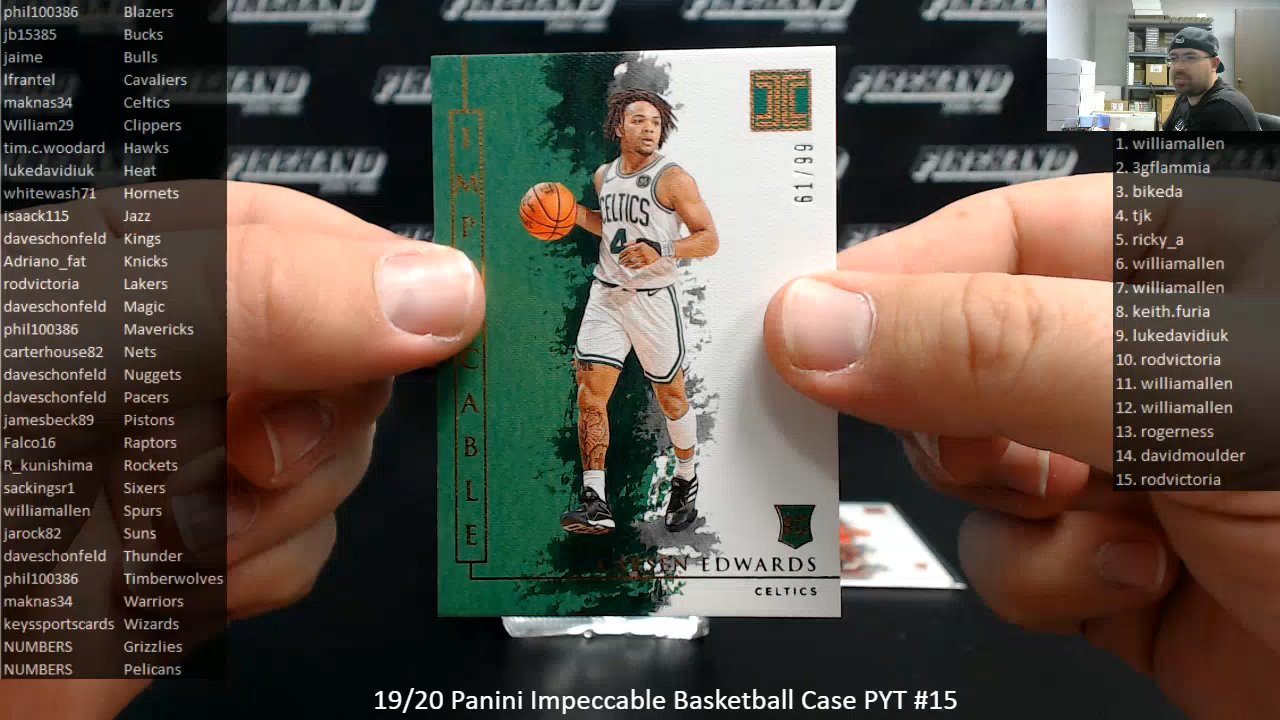 phil100386 Blazers
jb15385 Bucks
jaime Bulls
lfrantel Cavaliers
maknas34 Celtics
William29 Clippers
tim.c.woodard Hawks
lukedavidiuk Heat
whitewash71 Hornets
isaack115 Jazz
daveschonfeld Kings
Adriano_fat Knicks
rodvictoria Lakers
daveschonfeld Magic
phil100386 Mavericks
carterhouse82 Nets
daveschonfeld Nuggets
daveschonfeld Pacers
jamesbeck89 Pistons
Falco16 Raptors
R_kunishima Rockets
sackingsr1 Sixers
williamallen Spurs
jarock82 Suns
daveschonfeld Thunder
phil100386 Timberwolves
maknas34 Warriors
keyssportscards Wizards
NUMBERS Grizzlies
NUMBERS Pelicans
61/99
CELTICS
4
CARSEN EDWARDS
CELTICS
1. williamallen
2. 3gflammia
3. bikeda
4. tjk
5. ricky_a
6. williamallen
7. williamallen
8. keith.furia
9. lukedavidiuk
10. rodvictoria
11. williamallen
12. williamallen
13. rogerness
14. davidmoulder
15. rodvictoria
19/20 Panini Impeccable Basketball Case PYT #15